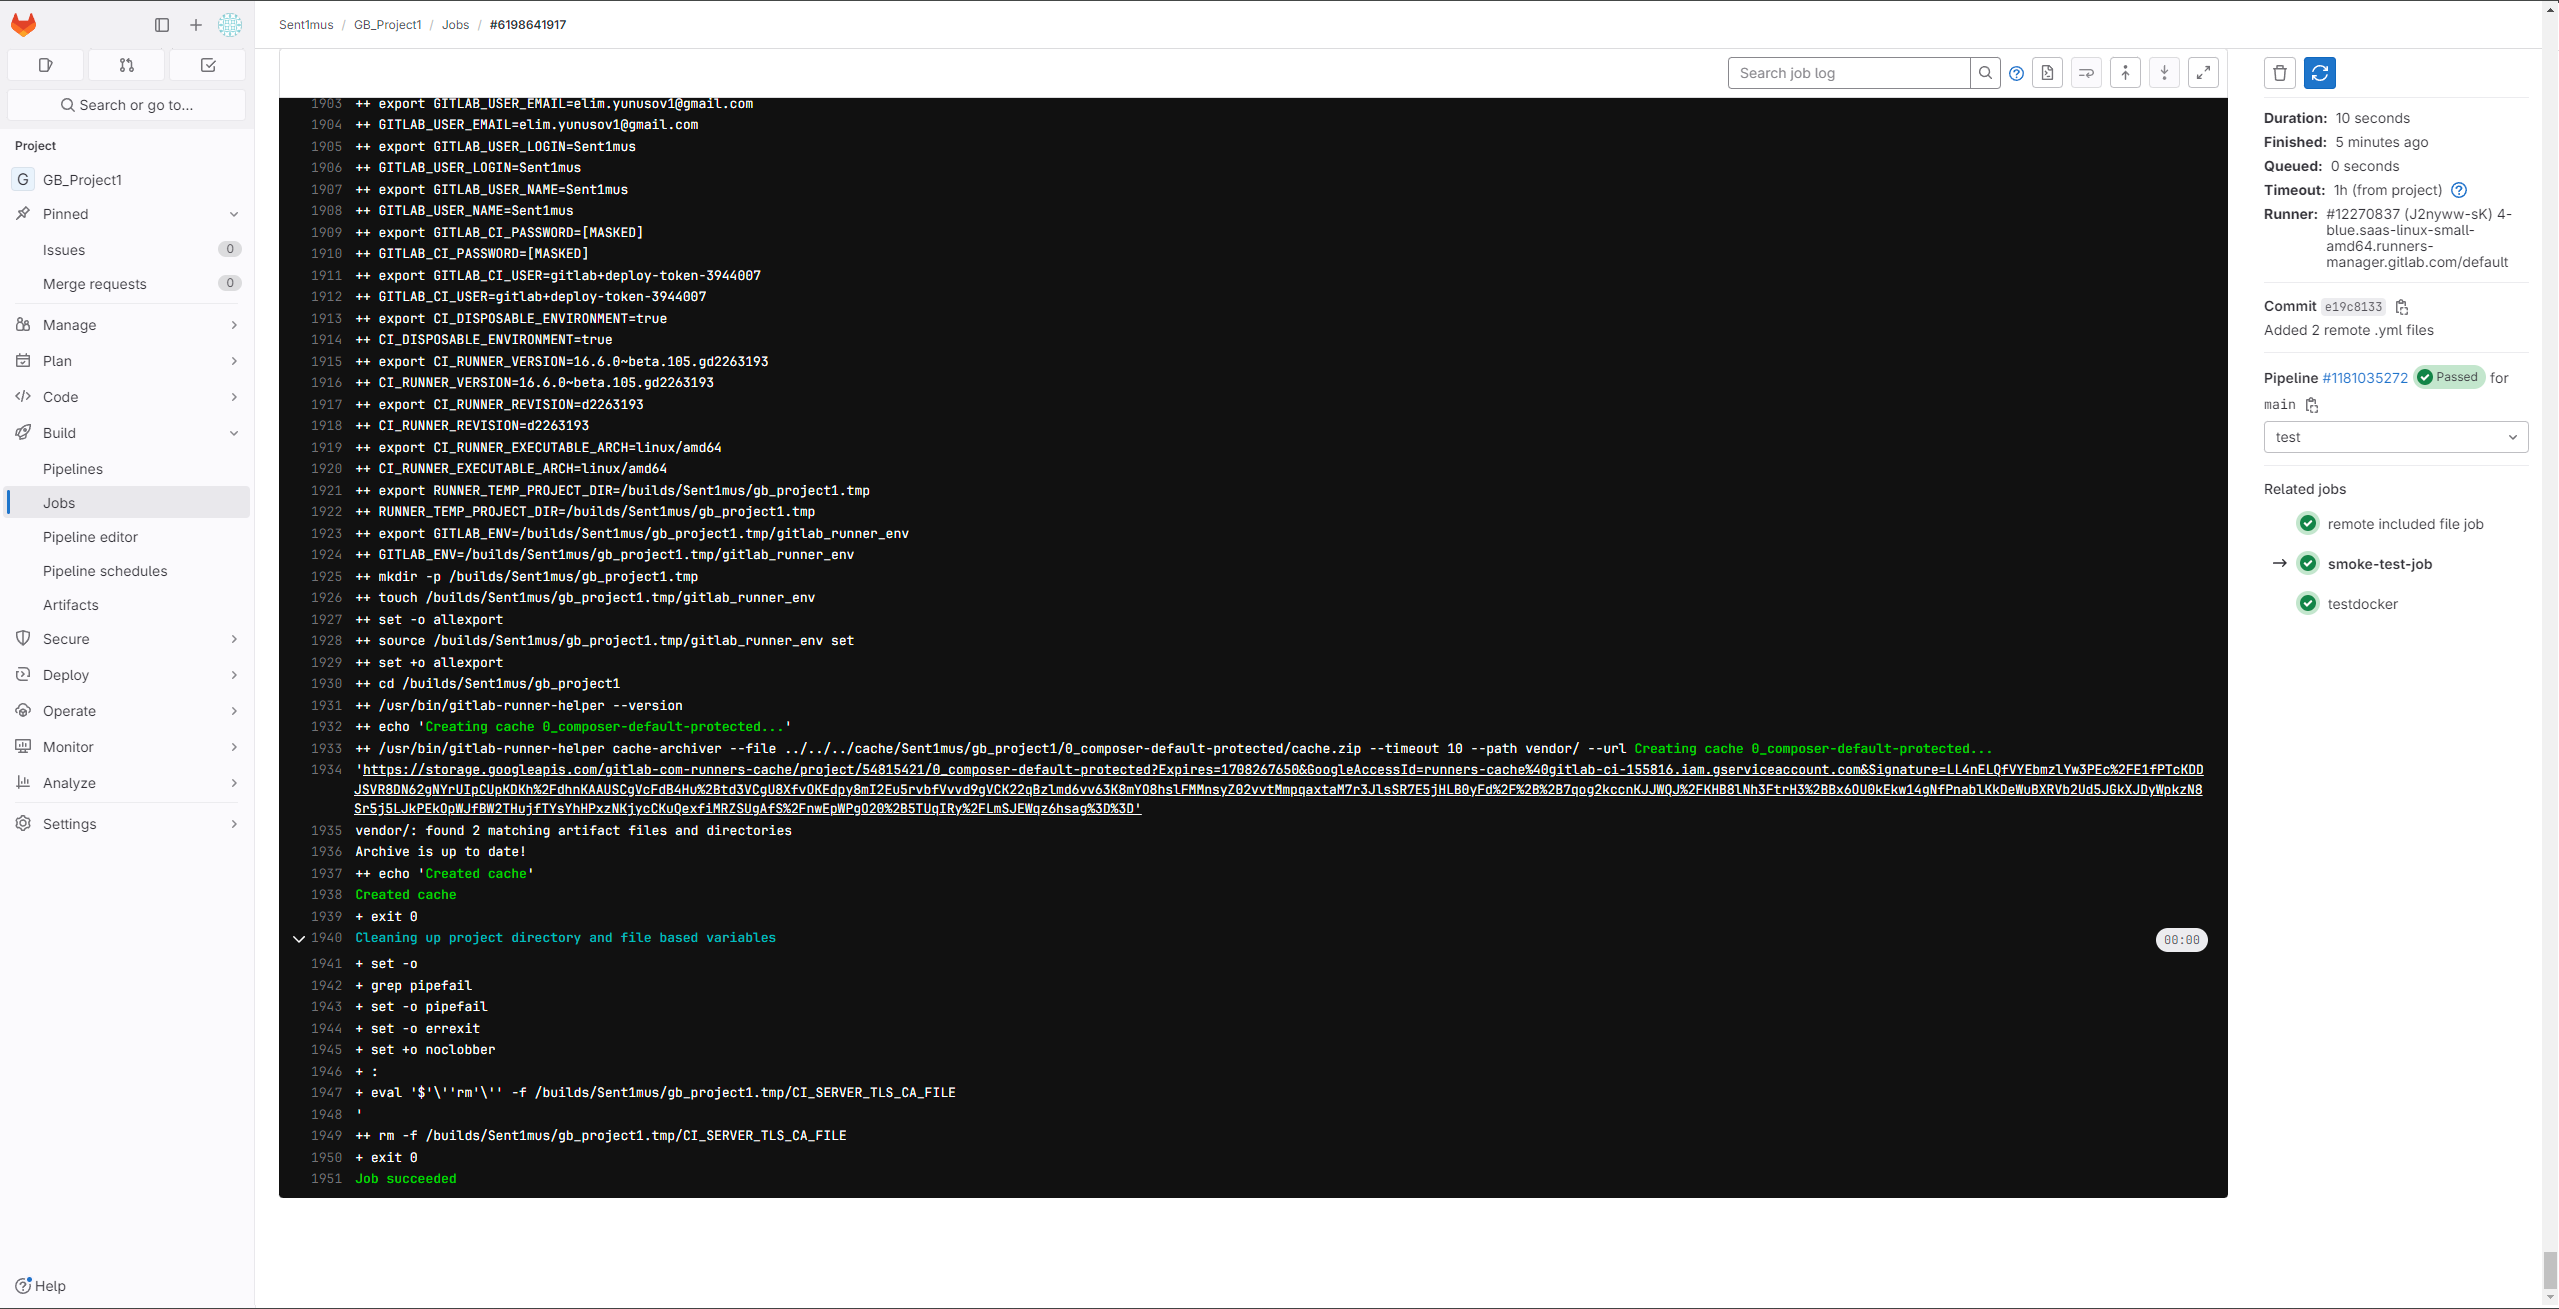 Sent1mus / GB_Project1 / Jobs / #6198641917
Search or go to...
Project
G GB_Project1
Pinned
Issues 0
Merge requests 0
Manage
Plan
Code
Build
Pipelines
Jobs
Pipeline editor
Pipeline schedules
Artifacts
Secure
Deploy
Operate
Monitor
Analyze
Settings
Help
Search job log
1903 ++ export GITLAB_USER_EMAIL=elim.yunusov1@gmail.com
1904 ++ GITLAB_USER_EMAIL=elim.yunusov1@gmail.com
1905 ++ export GITLAB_USER_LOGIN=Sent1mus
1906 ++ GITLAB_USER_LOGIN=Sent1mus
1907 ++ export GITLAB_USER_NAME=Sent1mus
1908 ++ GITLAB_USER_NAME=Sent1mus
1909 ++ export GITLAB_CI_PASSWORD=[MASKED]
1910 ++ GITLAB_CI_PASSWORD=[MASKED]
1911 ++ export GITLAB_CI_USER=gitlab+deploy-token-3944007
1912 ++ GITLAB_CI_USER=gitlab+deploy-token-3944007
1913 ++ export CI_DISPOSABLE_ENVIRONMENT=true
1914 ++ CI_DISPOSABLE_ENVIRONMENT=true
1915 ++ export CI_RUNNER_VERSION=16.6.0~beta.105.gd2263193
1916 ++ CI_RUNNER_VERSION=16.6.0~beta.105.gd2263193
1917 ++ export CI_RUNNER_REVISION=d2263193
1918 ++ CI_RUNNER_REVISION=d2263193
1919 ++ export CI_RUNNER_EXECUTABLE_ARCH=linux/amd64
1920 ++ CI_RUNNER_EXECUTABLE_ARCH=linux/amd64
1921 ++ export RUNNER_TEMP_PROJECT_DIR=/builds/Sent1mus/gb_project1.tmp
1922 ++ RUNNER_TEMP_PROJECT_DIR=/builds/Sent1mus/gb_project1.tmp
1923 ++ export GITLAB_ENV=/builds/Sent1mus/gb_project1.tmp/gitlab_runner_env
1924 ++ GITLAB_ENV=/builds/Sent1mus/gb_project1.tmp/gitlab_runner_env
1925 ++ mkdir -p /builds/Sent1mus/gb_project1.tmp
1926 ++ touch /builds/Sent1mus/gb_project1.tmp/gitlab_runner_env
1927 ++ set -o allexport
1928 ++ source /builds/Sent1mus/gb_project1.tmp/gitlab_runner_env set
1929 ++ set +o allexport
1930 ++ cd /builds/Sent1mus/gb_project1
1931 ++ /usr/bin/gitlab-runner-helper --version
1932 ++ echo 'Creating cache 0_composer-default-protected...'
1933 ++ /usr/bin/gitlab-runner-helper cache-archiver --file ../../../cache/Sent1mus/gb_project1/0_composer-default-protected/cache.zip --timeout 10 --path vendor/ --url Creating cache 0_composer-default-protected...
1934 'https://storage.googleapis.com/gitlab-com-runners-cache/project/54815421/0_composer-default-protected?Expires=1708267650&GoogleAccessId=runners-cache%40gitlab-ci-155816.iam.gserviceaccount.com&Signature=LL4nELQfVYEbmzlYw3PEc%2FE1fPTcKDD
JSVR8DN62gNYrUIpCUpKDKh%2FdhnKAAUSCgVcFdB4Hu%2Btd3VCgU8XfvOKEdpy8mI2Eu5rvbfVvvd9gVCK22qBzlmd6vv63K8mYO8hslFMMnsyZ02vvtMmpqaxtaM7r3JlsSR7E5jHLB0yFd%2F%2B%2B7qog2kccnKJJWQJ%2FKHB8lNh3FtrH3%2BBx6OU0kEkw14gNfPnablKkDeWuBXRVb2Ud5JGkXJDyWpkzN8
Sr5j5LJkPEkOpWJfBW2THujfTYsYhHPxzNKjycCKuQexfiMRZSUgAfS%2FnwEpWPgO20%2B5TUqIRy%2FLmSJEWqz6hsag%3D%3D'
1935 vendor/: found 2 matching artifact files and directories
1936 Archive is up to date!
1937 ++ echo 'Created cache'
1938 Created cache
1939 + exit 0
1940 Cleaning up project directory and file based variables 00:00
1941 + set -o
1942 + grep pipefail
1943 + set -o pipefail
1944 + set -o errexit
1945 + set +o noclobber
1946 + :
1947 + eval '$'\''rm'\'' -f /builds/Sent1mus/gb_project1.tmp/CI_SERVER_TLS_CA_FILE
1948 '
1949 ++ rm -f /builds/Sent1mus/gb_project1.tmp/CI_SERVER_TLS_CA_FILE
1950 + exit 0
1951 Job succeeded
Duration: 10 seconds
Finished: 5 minutes ago
Queued: 0 seconds
Timeout: 1h (from project)
Runner: #12270837 (J2nyww-sK) 4-
blue.saas-linux-small-
amd64.runners-
manager.gitlab.com/default
Commit e19c8133
Added 2 remote .yml files
Pipeline #1181035272 Passed for
main
test
Related jobs
remote included file job
→ smoke-test-job
testdocker